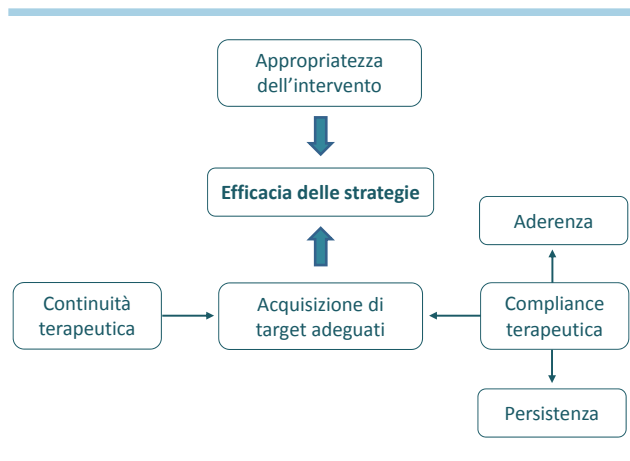 Appropriatezza
dell'intervento
Efficacia delle strategie
Aderenza
Continuità
terapeutica
Acquisizione di
target adeguati
Compliance
terapeutica
Persistenza